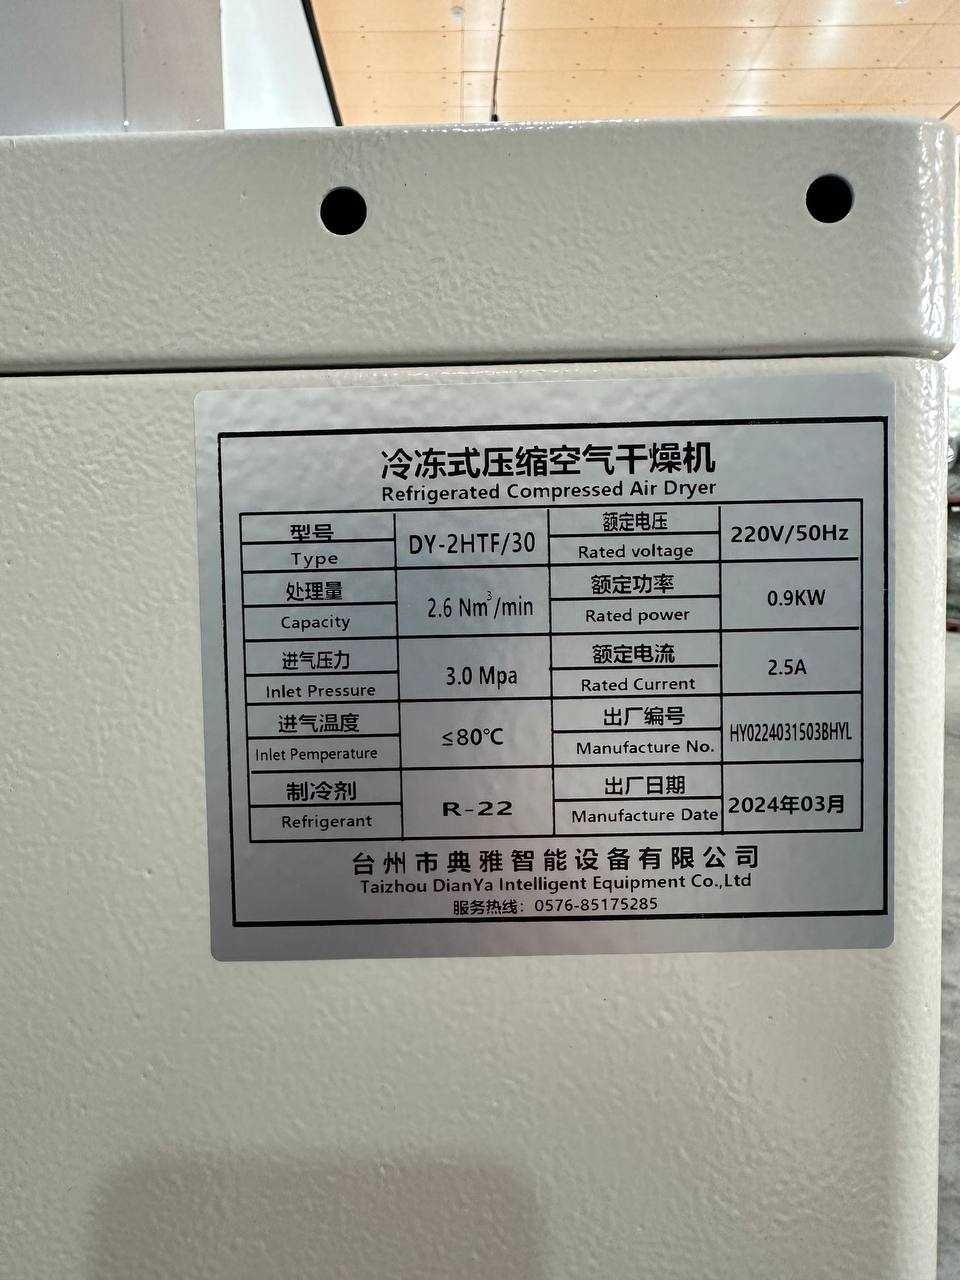 冷冻式压缩空气干燥机
Refrigerated Compressed Air Dryer
型号
Type
DY-2HTF/30
额定电压
Rated voltage
220V/50Hz
处理量
Capacity
2.6 Nm³/min
额定功率
Rated power
0.9KW
进气压力
Inlet Pressure
3.0 Mpa
额定电流
Rated Current
2.5A
进气温度
Inlet Pemperature
≤80℃
出厂编号
Manufacture No.
HY0224031503BHYL
制冷剂
Refrigerant
R-22
出厂日期
Manufacture Date
2024年03月
台州市典雅智能设备有限公司
Taizhou DianYa Intelligent Equipment Co.,Ltd
服务热线：0576-85175285